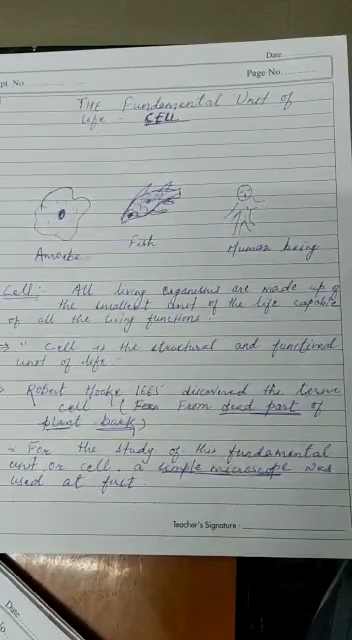 Date
pt. No
Page No.
THE Fundamental Unit of
life - CELL
Amoeba
Fish
Human being
Cell:- All living organisms are made up of
the smallest unit of the life capable
of all the living functions.
→ "Cell is the structural and functional
unit of life."
Robert Hooke 1665 discovered the term
cell (From dead part of
plant bark)
For the study of this fundamental
unit or cell, a simple microscope was
used at first.
Teacher's Signature :
Date
o.